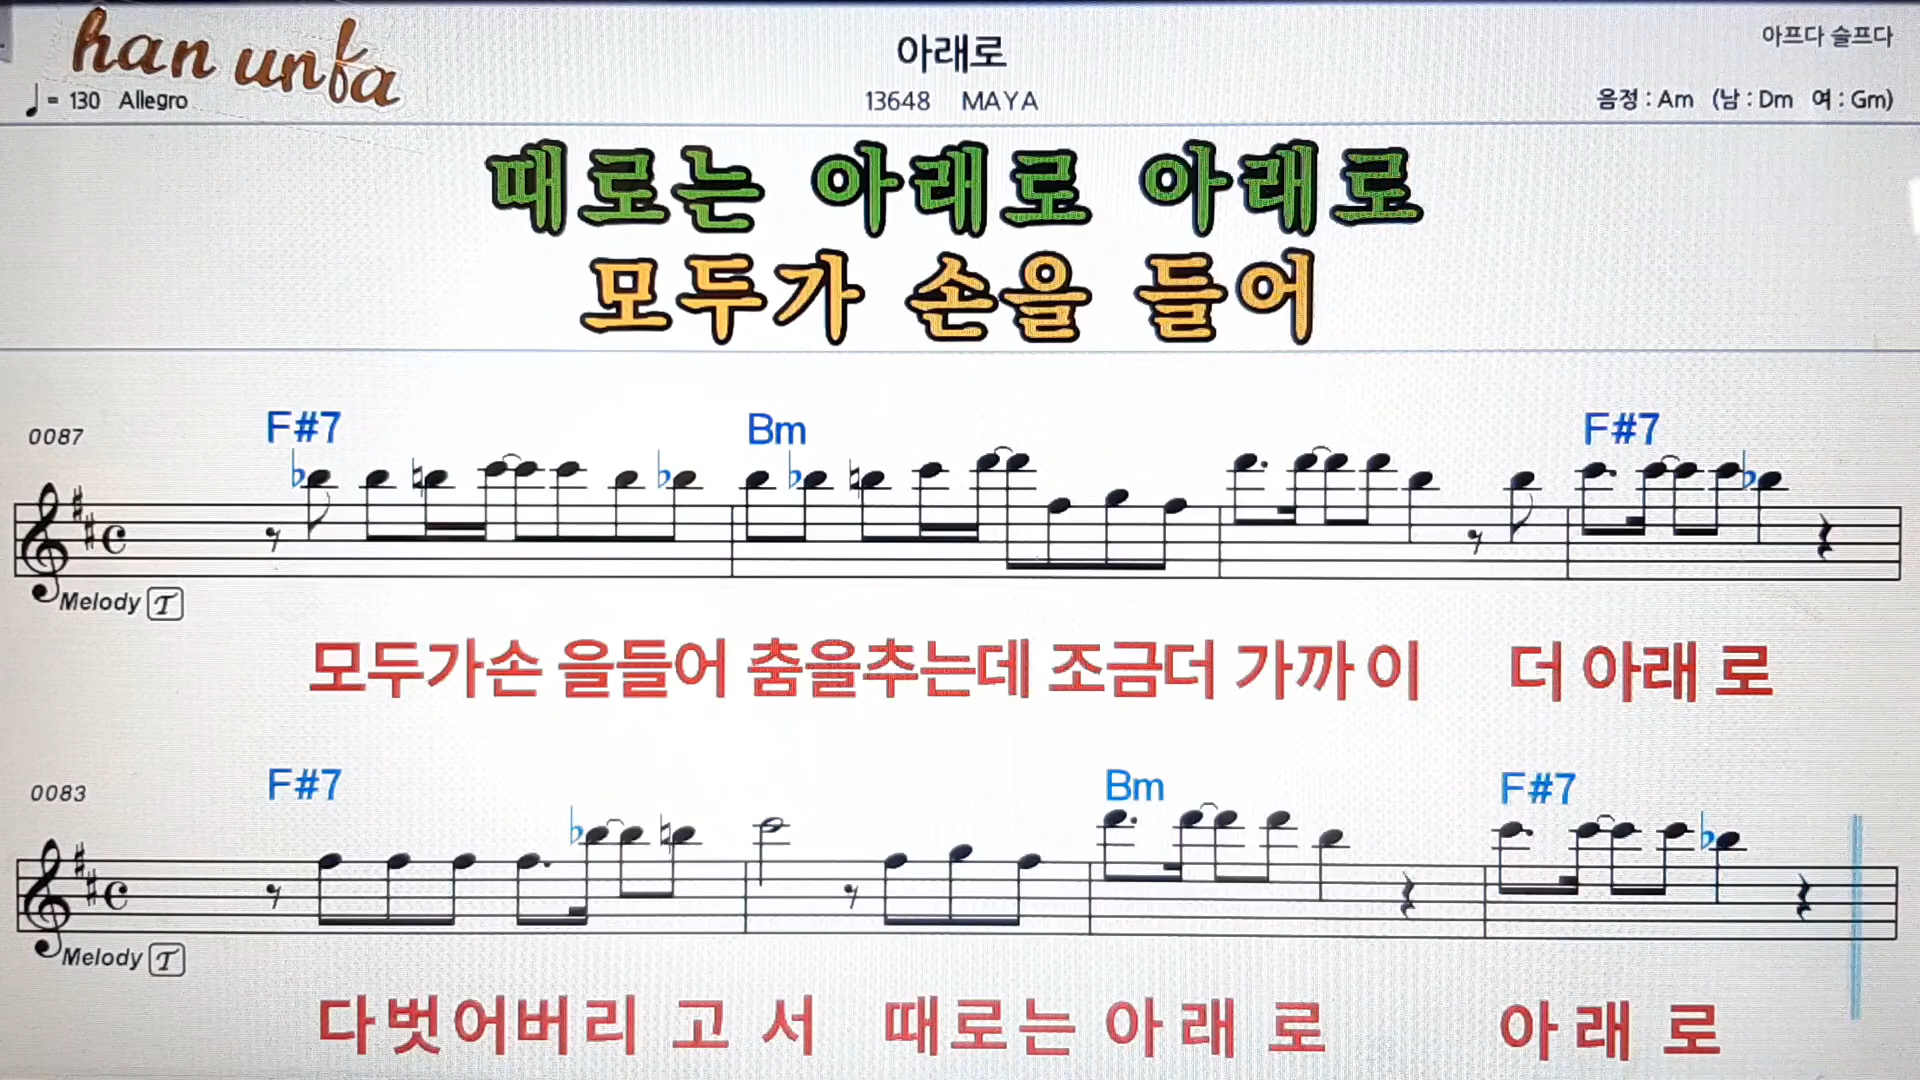 han unfa
아래로
아프다 슬프다
♩= 130 Allegro
13648 MAYA
음정 : Am (남 : Dm 여 : Gm)
때로는 아래로 아래로
모두가 손을 들어
F#7 Bm F#7
0087
Melody T
모두가손 을들어 춤을추는데 조금더 가까 이 더 아래 로
F#7 Bm F#7
0083
Melody T
다벗어버리 고 서 때로는 아 래 로 아 래 로